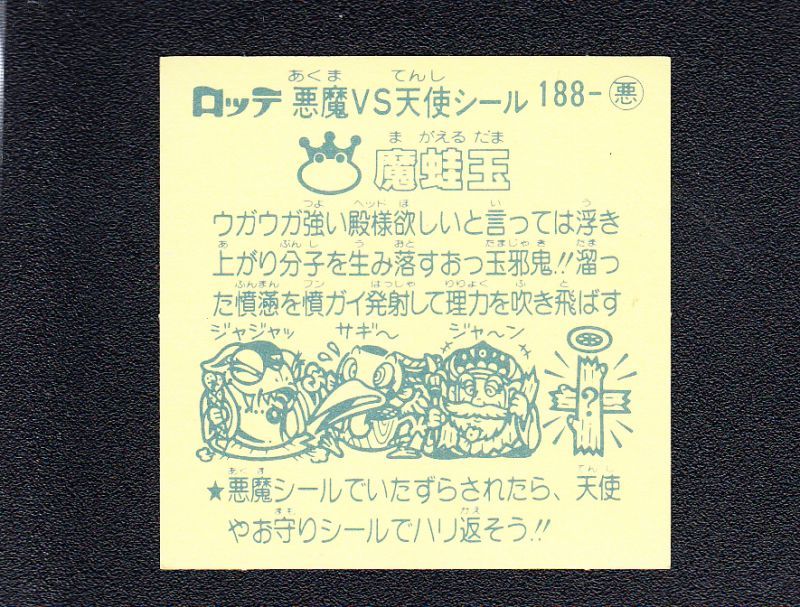 あくま てんし
ロッテ 悪魔VS天使シール 188-悪
ま がえる だま
魔蛙玉
つよ ヘッド ほ い う
ウガウガ強い殿様欲しいと言っては浮き
あ ぶんし う おと たまじゃき たま
上がり分子を生み落すおっ玉邪鬼!!溜っ
ふんまん フン はっしゃ りりょく ふ と
た憤懣を憤ガイ発射して理力を吹き飛ばす
ジャジャッ サギ〜 ジャ〜ン
?
あくま てんし
★悪魔シールでいたずらされたら、天使
まも かえ
やお守りシールでハリ返そう!!